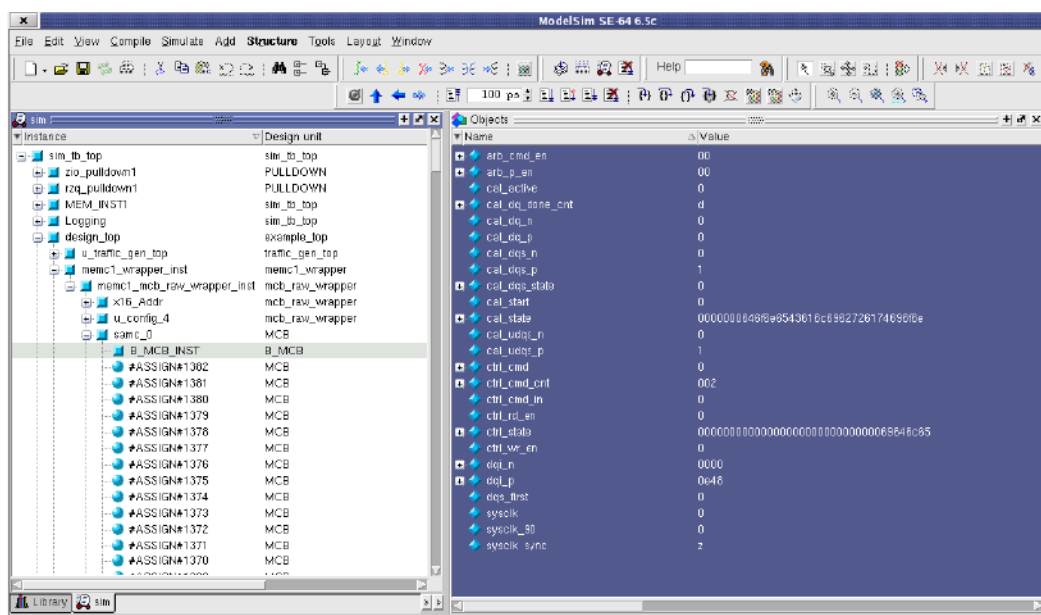 ModelSim SE-64 6.5c
File Edit View Compile Simulate Add Structure Tools Layout Window
Help
100 ps
sim
Objects
Instance Design unit
Name Value
sim_tb_top sim_tb_top
zio_pulldown1 PULLDOWN
rzq_pulldown1 PULLDOWN
MEM_INST1 sim_tb_top
Logging sim_tb_top
design_top example_top
u_traffic_gen_top traffic_gen_top
memc1_wrapper_inst memc1_wrapper
memc1_mcb_raw_wrapper_inst mcb_raw_wrapper
x16_Addr mcb_raw_wrapper
u_config_4 mcb_raw_wrapper
samc_0 MCB
B_MCB_INST B_MCB
#ASSIGN#1382 MCB
#ASSIGN#1381 MCB
#ASSIGN#1380 MCB
#ASSIGN#1379 MCB
#ASSIGN#1378 MCB
#ASSIGN#1377 MCB
#ASSIGN#1376 MCB
#ASSIGN#1375 MCB
#ASSIGN#1374 MCB
#ASSIGN#1373 MCB
#ASSIGN#1372 MCB
#ASSIGN#1371 MCB
#ASSIGN#1370 MCB
arb_cmd_en 00
arb_p_en 00
cal_active 0
cal_dq_done_cnt d
cal_dq_n 0
cal_dq_p 0
cal_dqs_n 0
cal_dqs_p 1
cal_dqs_state 0
cal_start 0
cal_state
cal_udqs_n 0
cal_udqs_p 1
ctrl_cmd 0
ctrl_cmd_cnt 002
ctrl_cmd_in 0
ctrl_rd_en 0
ctrl_state
ctrl_wr_en 0
dqi_n 0000
dqi_p 0e48
dqs_first 0
sysclk 0
sysclk_90 0
sysclk_sync z
Library sim